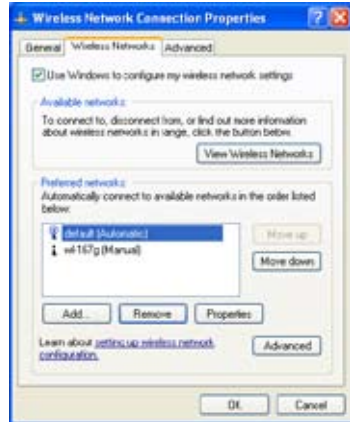 Wireless Network Connection Properties
General Wireless Networks Advanced
Use Windows to configure my wireless network settings
Available networks:
To connect to, disconnect from, or find out more information
about wireless networks in range, click the button below.
View Wireless Networks
Preferred networks:
Automatically connect to available networks in the order listed
below:
default (Automatic)
wl-167g (Manual)
Move up
Move down
Add...
Remove
Properties
Learn about setting up wireless network
configuration.
Advanced
OK
Cancel